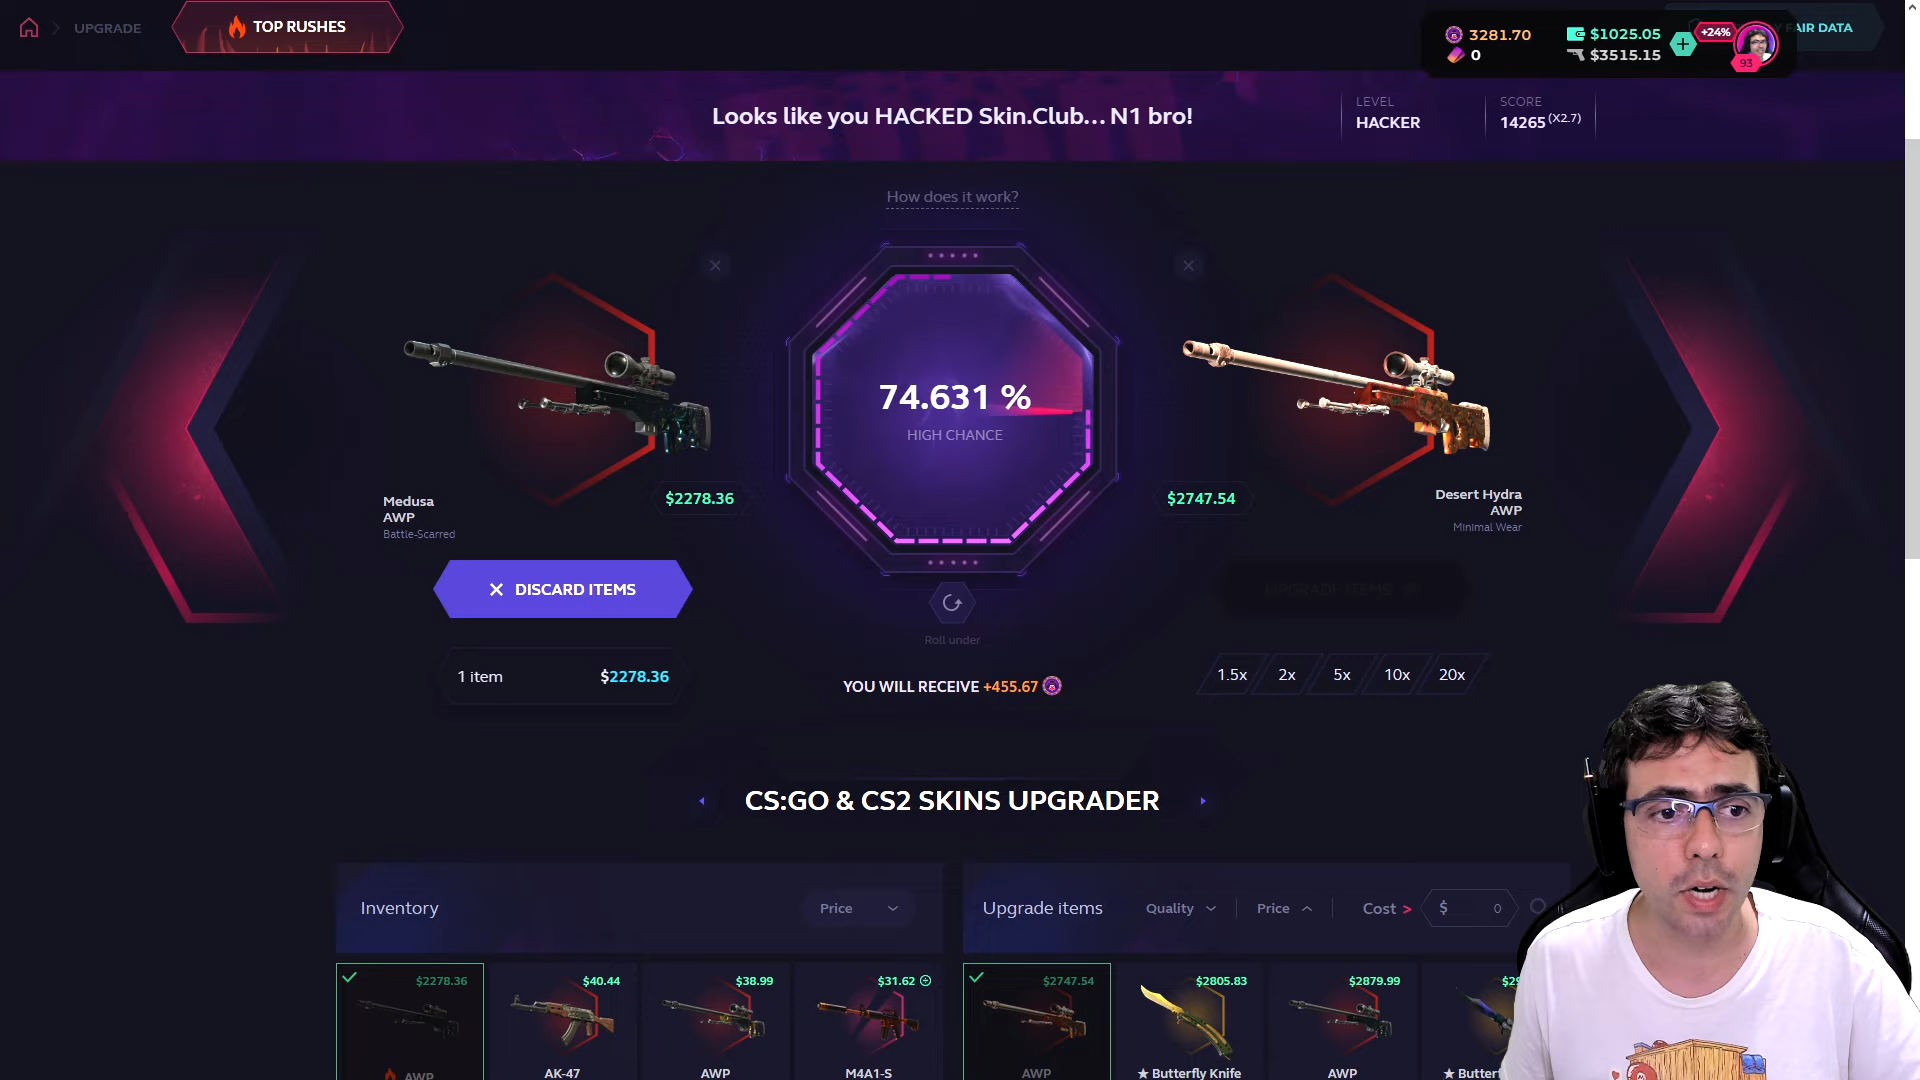 UPGRADE
TOP RUSHES
3281.70
0
$1025.05
$3515.15
+24%
93
AIR DATA
Looks like you HACKED Skin.Club... N1 bro!
LEVEL
HACKER
SCORE
14265 (X2.7)
How does it work?
74.631 %
HIGH CHANCE
Medusa
AWP
Battle-Scarred
$2278.36
$2747.54
Desert Hydra
AWP
Minimal Wear
DISCARD ITEMS
UPGRADE ITEMS
Roll under
1 item $2278.36
YOU WILL RECEIVE +455.67
1.5x 2x 5x 10x 20x
CS:GO & CS2 SKINS UPGRADER
Inventory
Price
Upgrade items
Quality
Price
Cost > $ 0
$2278.36
$40.44
$38.99
$31.62
$2747.54
$2805.83
$2879.99
AWP
AK-47
AWP
M4A1-S
AWP
★ Butterfly Knife
AWP